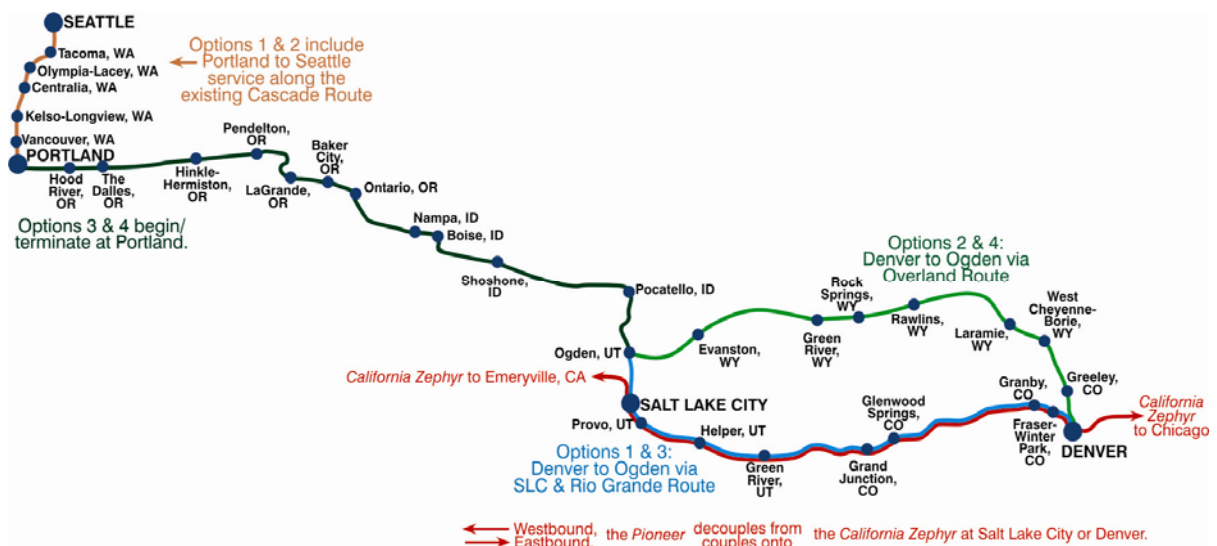 SEATTLE
Tacoma, WA
Olympia-Lacey, WA
Centralia, WA
Kelso-Longview, WA
Vancouver, WA
PORTLAND
Options 1 & 2 include
Portland to Seattle
service along the
existing Cascade Route
Hood
River,
OR
The
Dalles,
OR
Hinkle-
Hermiston,
OR
Pendelton,
OR
LaGrande,
OR
Baker
City,
OR
Ontario, OR
Options 3 & 4 begin/
terminate at Portland.
Nampa, ID
Boise, ID
Shoshone,
ID
Pocatello, ID
Options 2 & 4:
Denver to Ogden via
Overland Route
Ogden, UT
Evanston,
WY
Green
River,
WY
Rock
Springs,
WY
Rawlins,
WY
Laramie,
WY
West
Cheyenne-
Borie,
WY
Greeley,
CO
California Zephyr to Emeryville, CA
SALT LAKE CITY
Provo, UT
Helper, UT
Green
River,
UT
Grand
Junction,
CO
Glenwood
Springs,
CO
Granby,
CO
Fraser-
Winter
Park,
CO
DENVER
California
Zephyr
to Chicago
Options 1 & 3:
Denver to Ogden via
SLC & Rio Grande Route
Westbound, the Pioneer decouples from the California Zephyr at Salt Lake City or Denver.
Eastbound, couples onto